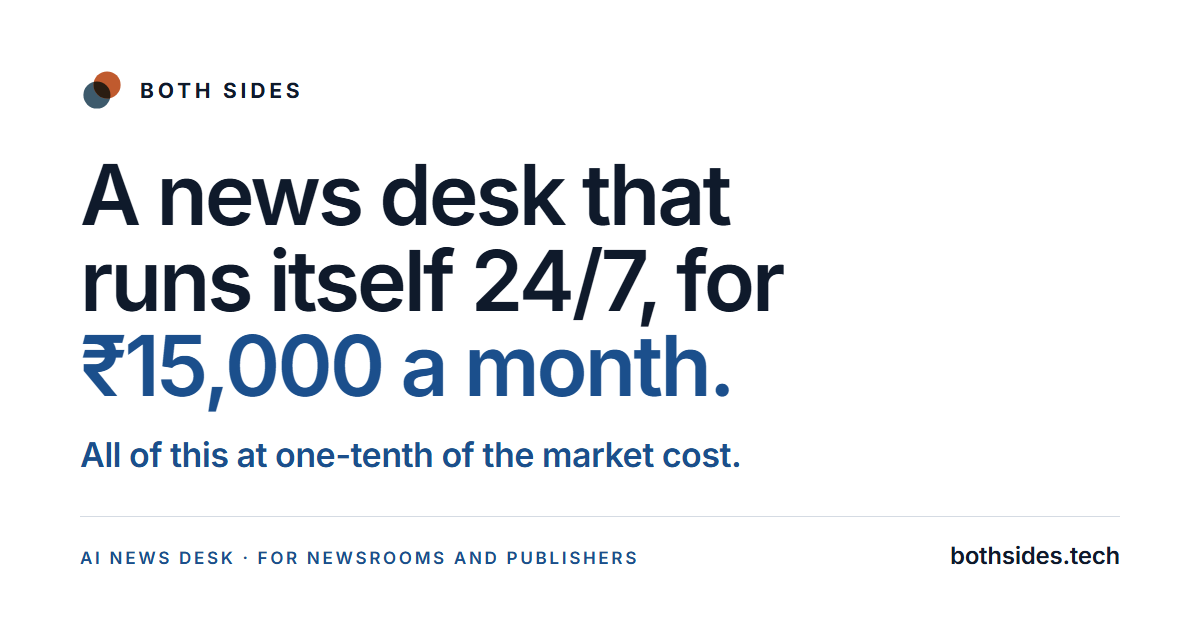 BOTH SIDES
A news desk that
runs itself 24/7, for
₹15,000 a month.
All of this at one-tenth of the market cost.
AI NEWS DESK · FOR NEWSROOMS AND PUBLISHERS
bothsides.tech